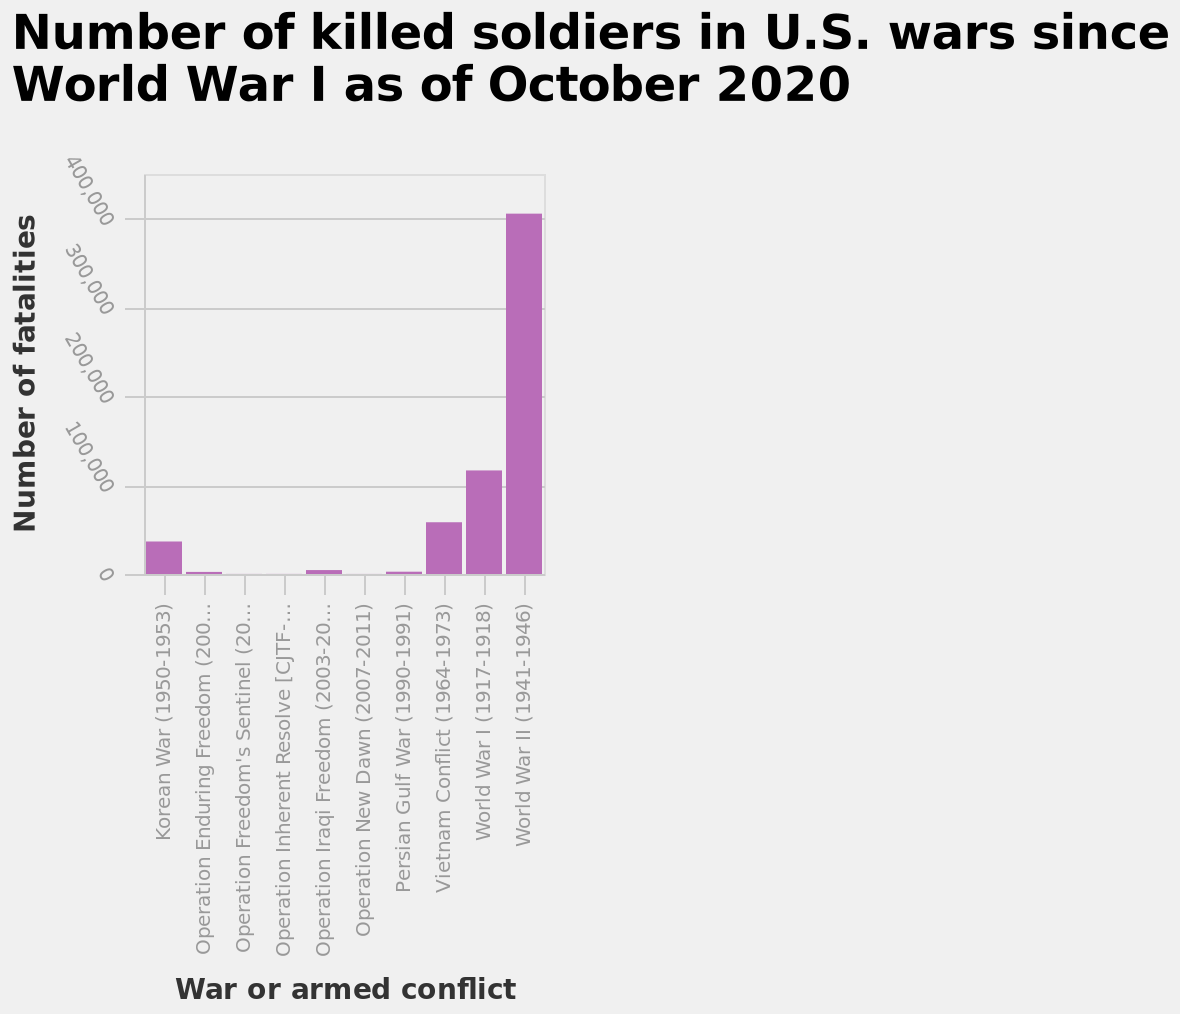 Number of killed soldiers in U.S. wars since
World War I as of October 2020
Number of fatalities
400,000
300,000
200,000
100,000
0
Korean War (1950-1953)
Operation Enduring Freedom (200...
Operation Freedom's Sentinel (20...
Operation Inherent Resolve [CJTF-...
Operation Iraqi Freedom (2003-20...
Operation New Dawn (2007-2011)
Persian Gulf War (1990-1991)
Vietnam Conflict (1964-1973)
World War I (1917-1918)
World War II (1941-1946)
War or armed conflict